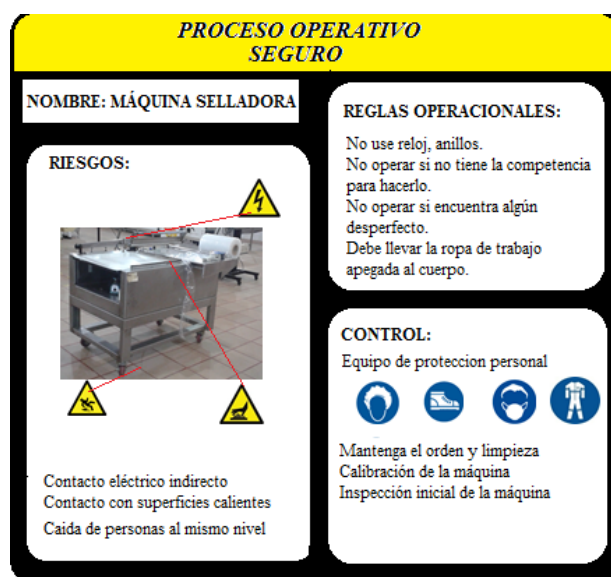 PROCESO OPERATIVO
SEGURO
NOMBRE: MÁQUINA SELLADORA
RIESGOS:
Contacto eléctrico indirecto
Contacto con superficies calientes
Caida de personas al mismo nivel
REGLAS OPERACIONALES:
No use reloj, anillos.
No operar si no tiene la competencia
para hacerlo.
No operar si encuentra algún
desperfecto.
Debe llevar la ropa de trabajo
apegada al cuerpo.
CONTROL:
Equipo de proteccion personal
Mantenga el orden y limpieza
Calibración de la máquina
Inspección inicial de la máquina